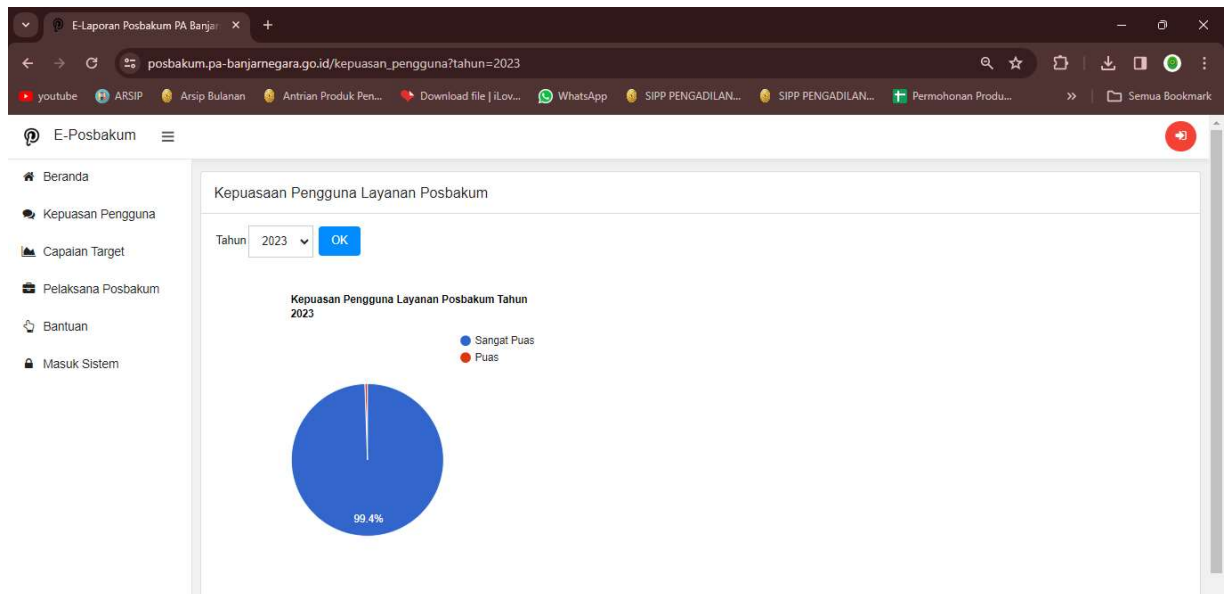 E-Laporan Posbakum PA Banjar
posbakum.pa-banjarnegara.go.id/kepuasan_pengguna?tahun=2023
youtube ARSIP Arsip Bulanan Antrian Produk Pen... Download file | iLov... WhatsApp SIPP PENGADILAN... SIPP PENGADILAN... Permohonan Produ... » Semua Bookmark
E-Posbakum
Beranda
Kepuasan Pengguna
Capaian Target
Pelaksana Posbakum
Bantuan
Masuk Sistem
Kepuasaan Pengguna Layanan Posbakum
Tahun 2023 OK
Kepuasan Pengguna Layanan Posbakum Tahun
2023
Sangat Puas
Puas
99.4%